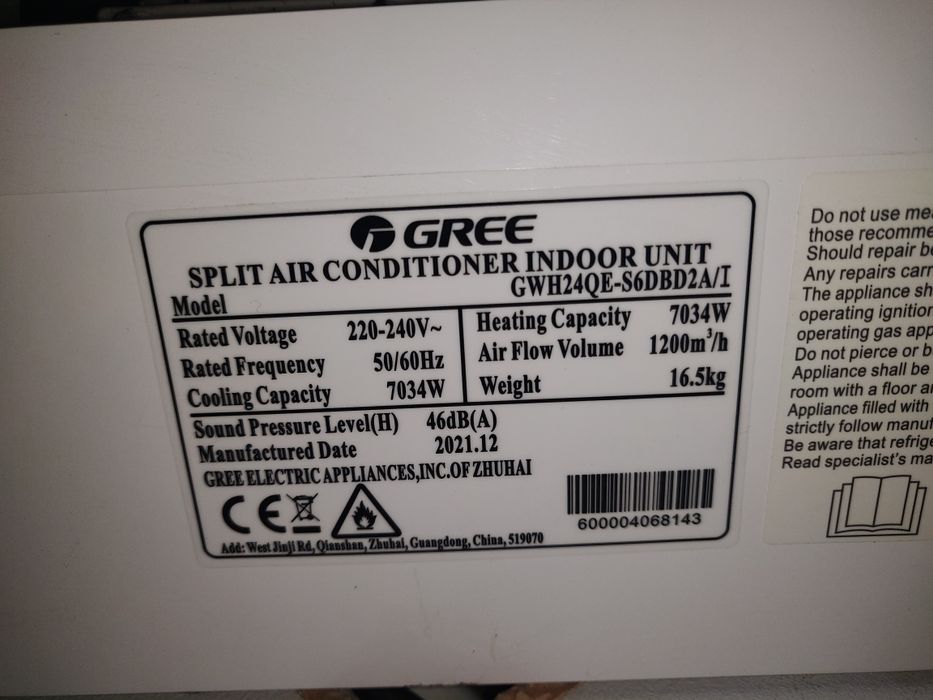 GREE
SPLIT AIR CONDITIONER INDOOR UNIT
Model GWH24QE-S6DBD2A/I
Rated Voltage 220-240V~
Rated Frequency 50/60Hz
Cooling Capacity 7034W
Heating Capacity 7034W
Air Flow Volume 1200m³/h
Weight 16.5kg
Sound Pressure Level(H) 46dB(A)
Manufactured Date 2021.12
GREE ELECTRIC APPLIANCES,INC.OF ZHUHAI
CE
600004068143
Add: West Jinji Rd, Qianshan, Zhuhai, Guangdong, China, 519070
Do not use
those
Should repair
Any repairs
The appliance
operating
operating gas
Do not pierce or
Appliance shall be
room with a floor
Appliance filled with
strictly follow
Be aware that
Read specialist's